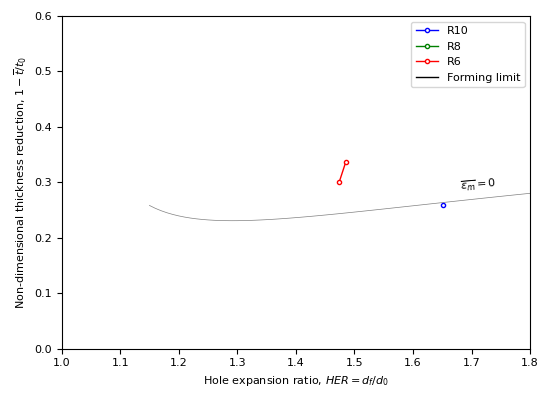 0.6
0.5
0.4
0.3
0.2
0.1
0.0
Non-dimensional thickness reduction, 1 − t̅/t₀
R10
R8
R6
Forming limit
ε̅ₘ = 0
1.0 1.1 1.2 1.3 1.4 1.5 1.6 1.7 1.8
Hole expansion ratio, HER = d_f/d₀